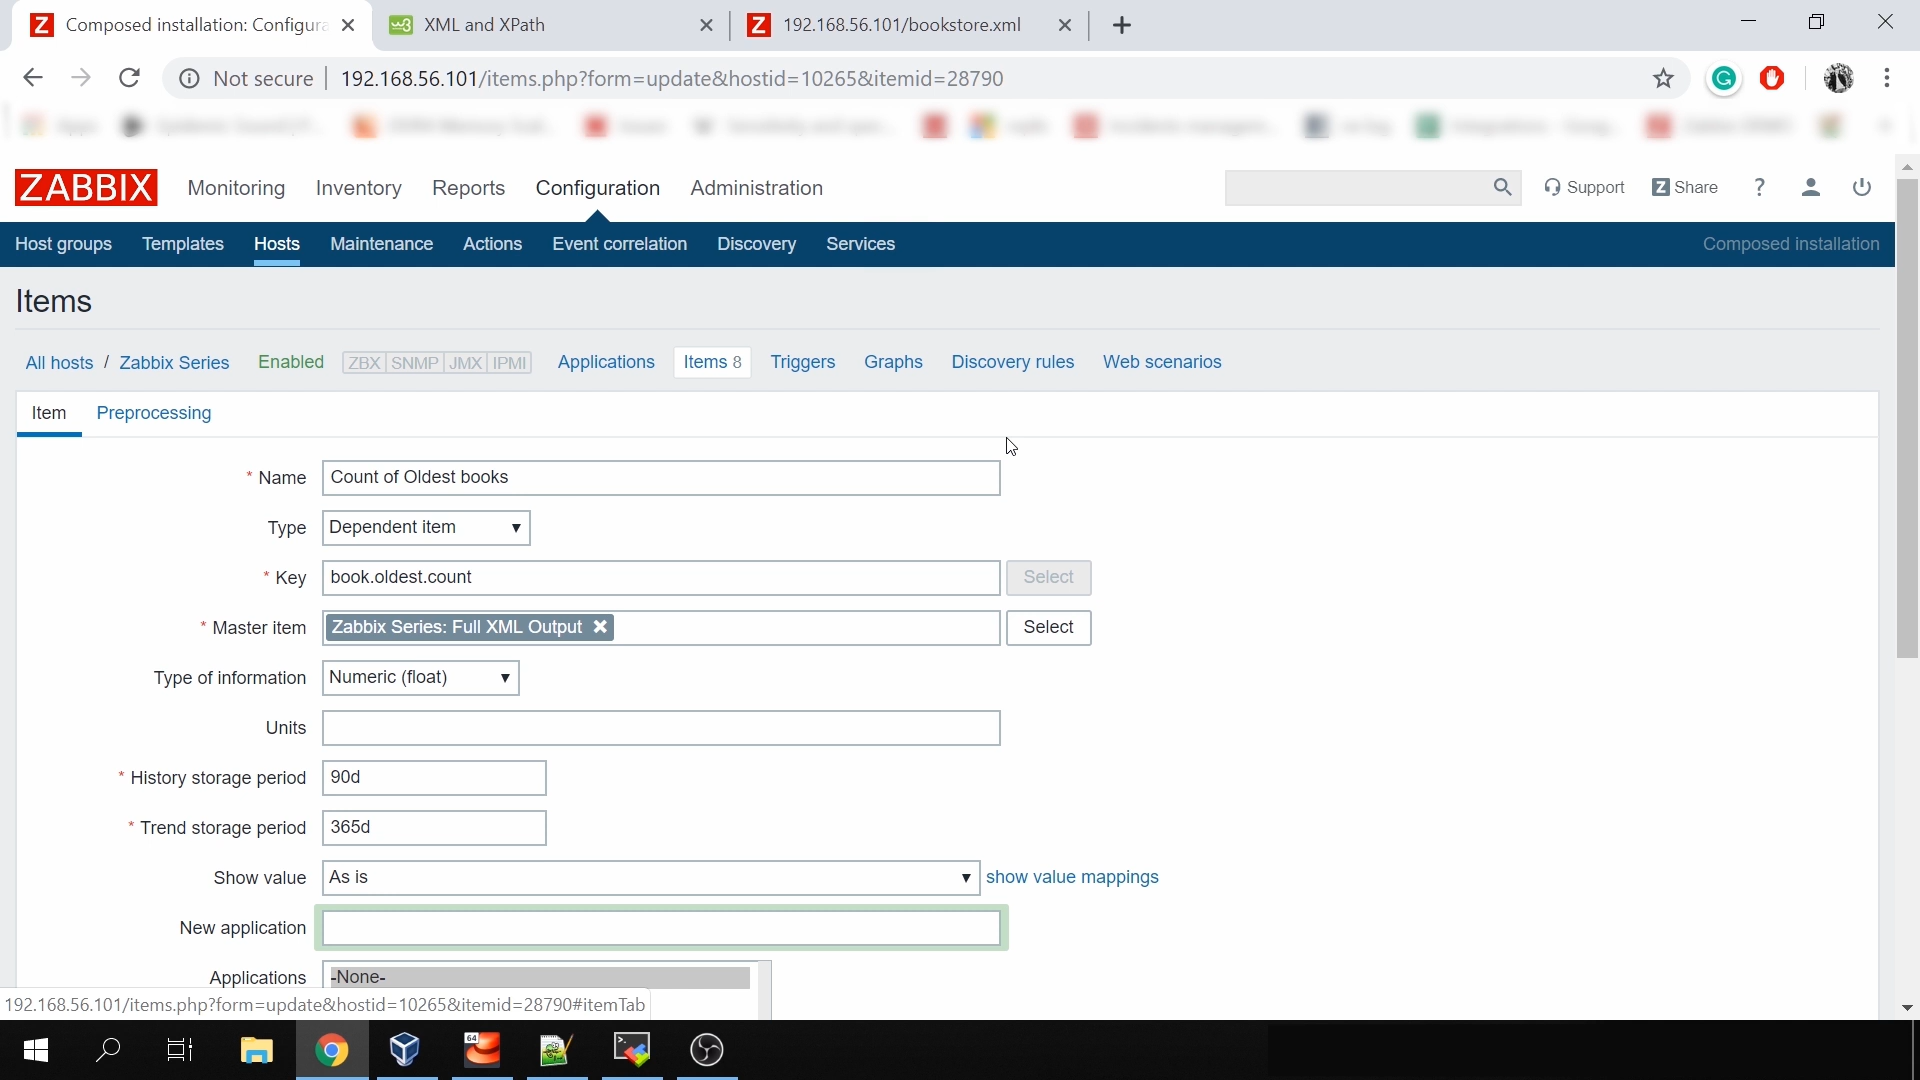 Composed installation: Configura
XML and XPath
192.168.56.101/bookstore.xml
Not secure
192.168.56.101/items.php?form=update&hostid=10265&itemid=28790
ZABBIX
Monitoring
Inventory
Reports
Configuration
Administration
Support
Z Share
?
Host groups
Templates
Hosts
Maintenance
Actions
Event correlation
Discovery
Services
Composed installation
Items
All hosts / Zabbix Series
Enabled
ZBX SNMP JMX IPMI
Applications
Items 8
Triggers
Graphs
Discovery rules
Web scenarios
Item
Preprocessing
* Name
Count of Oldest books
Type
Dependent item
* Key
book.oldest.count
Select
* Master item
Zabbix Series: Full XML Output
Select
Type of information
Numeric (float)
Units
* History storage period
90d
* Trend storage period
365d
Show value
As is
show value mappings
New application
Applications
-None-
192.168.56.101/items.php?form=update&hostid=10265&itemid=28790#itemTab